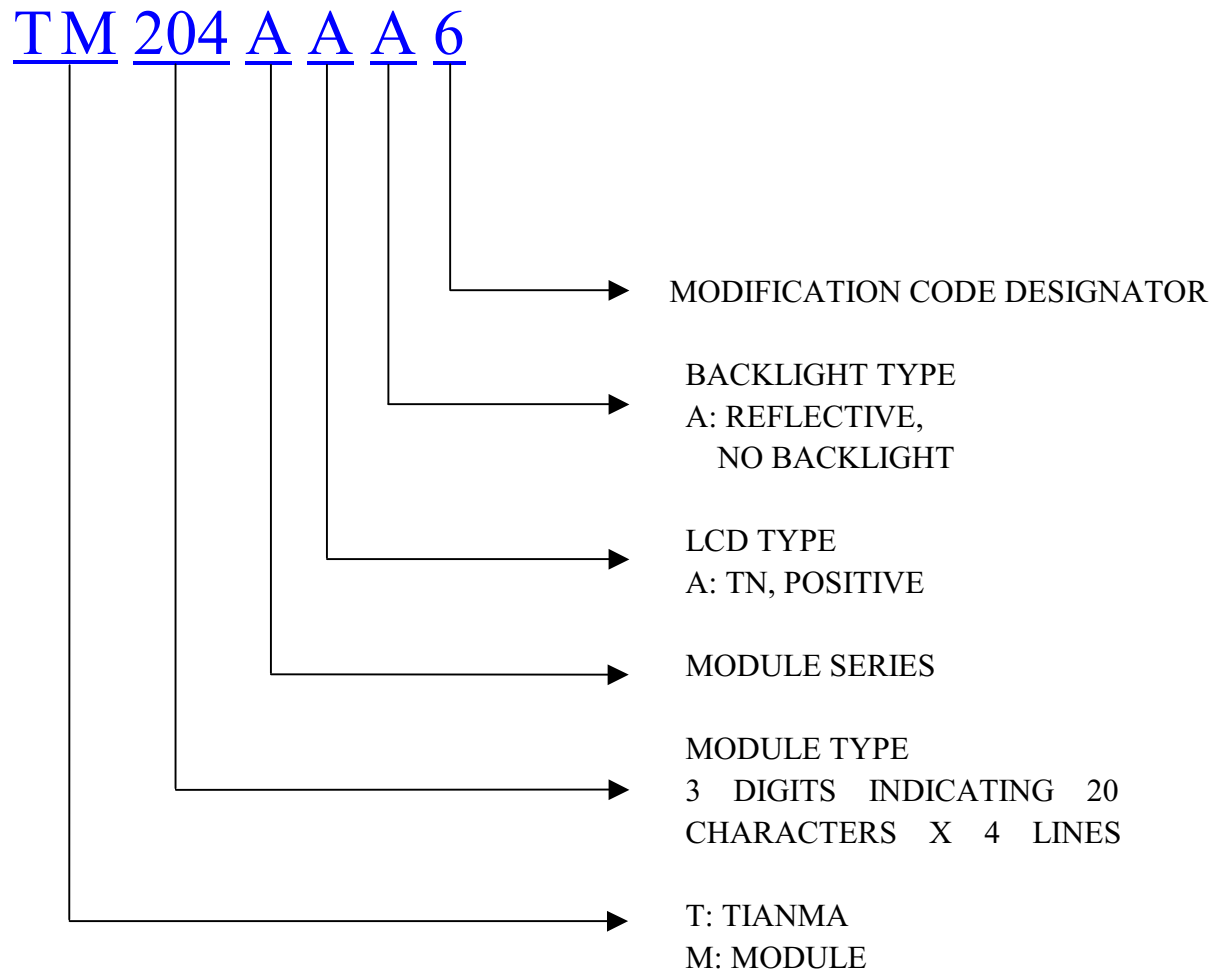 TM 204 A A A 6
MODIFICATION CODE DESIGNATOR
BACKLIGHT TYPE
A: REFLECTIVE,
NO BACKLIGHT
LCD TYPE
A: TN, POSITIVE
MODULE SERIES
MODULE TYPE
3 DIGITS INDICATING 20
CHARACTERS X 4 LINES
T: TIANMA
M: MODULE